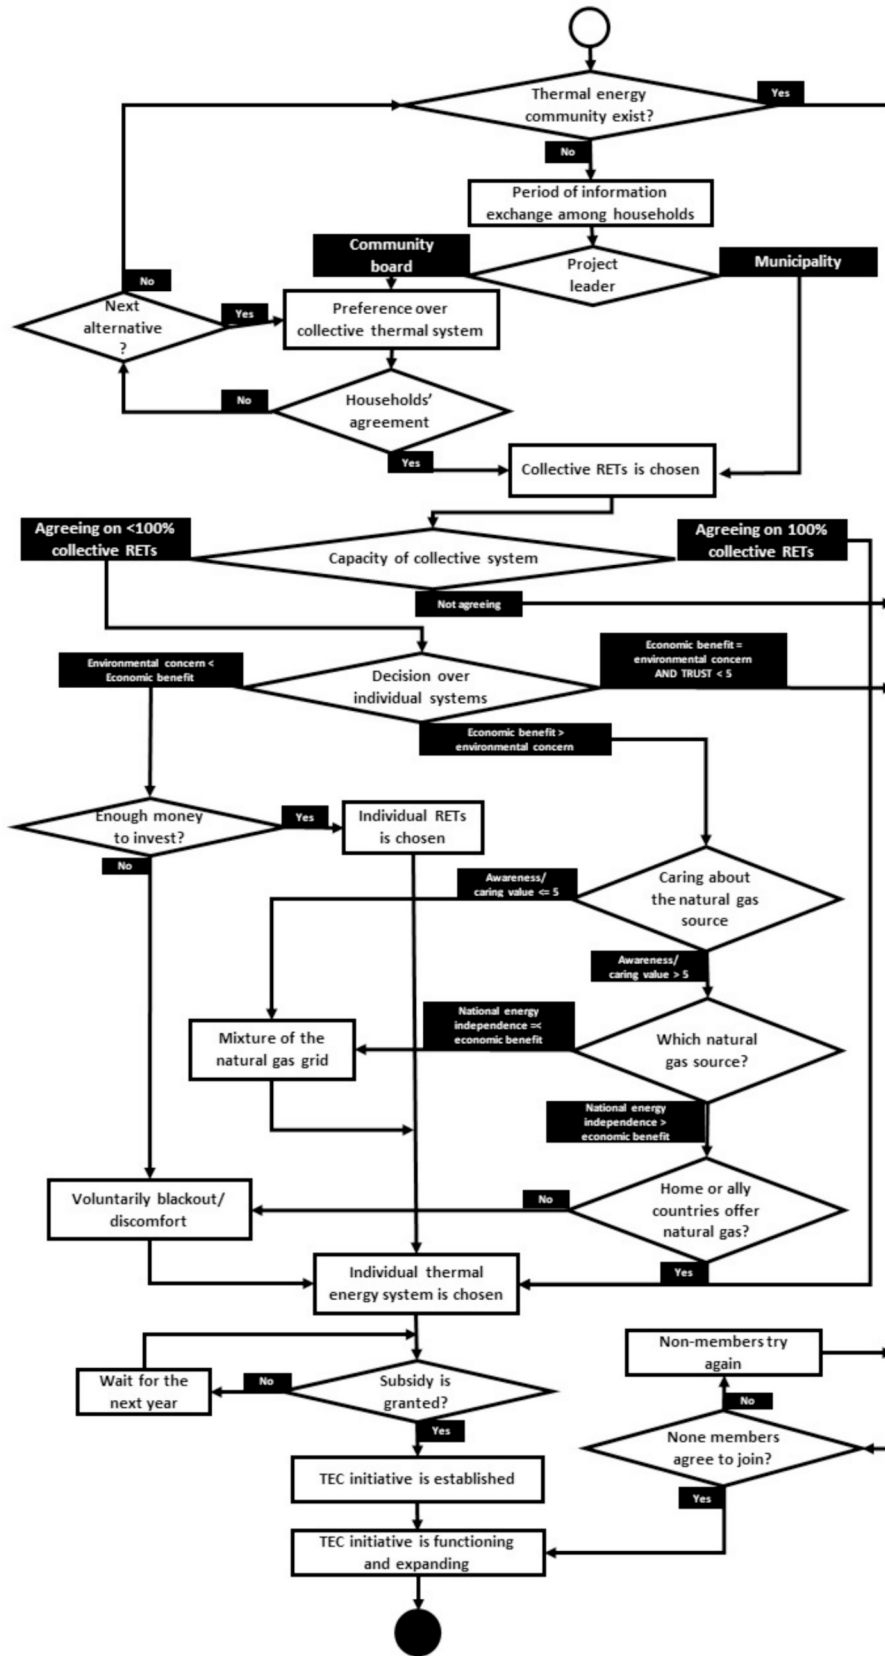 Thermal energy
community exist?
Yes
No
Period of information
exchange among households
Community
board
Project
leader
Municipality
No
Next
alternative
?
Yes
Preference over
collective thermal system
No
Households'
agreement
Yes
Collective RETs is chosen
Agreeing on <100%
collective RETs
Capacity of collective system
Agreeing on 100%
collective RETs
Not agreeing
Environmental concern <
Economic benefit
Decision over
individual systems
Economic benefit =
environmental concern
AND TRUST < 5
Economic benefit >
environmental concern
Enough money
to invest?
Yes
Individual RETs
is chosen
No
Awareness/
caring value <= 5
Caring about
the natural gas
source
Awareness/
caring value > 5
Mixture of the
natural gas grid
National energy
independence =<
economic benefit
Which natural
gas source?
National energy
independence >
economic benefit
Voluntarily blackout/
discomfort
No
Home or ally
countries offer
natural gas?
Yes
Individual thermal
energy system is chosen
Non-members try
again
Wait for the
next year
No
Subsidy is
granted?
Yes
No
None members
agree to join?
Yes
TEC initiative is established
TEC initiative is functioning
and expanding